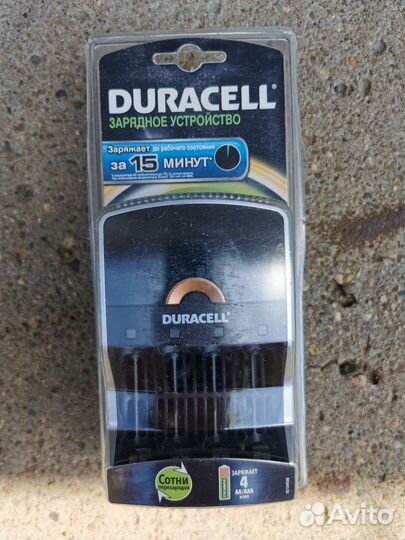 DURACELL
ЗАРЯДНОЕ УСТРОЙСТВО
Заряжает до рабочего состояния
за 15 МИНУТ*
DURACELL
Сотни
перезарядок
ЗАРЯЖАЕТ
4
AA/AAA
Avito